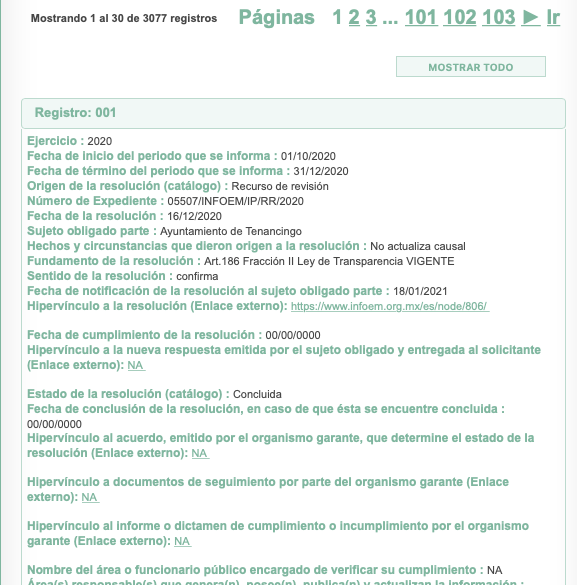 Mostrando 1 al 30 de 3077 registros
Páginas 1 2 3 ... 101 102 103 ► Ir
MOSTRAR TODO
Registro: 001
Ejercicio : 2020
Fecha de inicio del periodo que se informa : 01/10/2020
Fecha de término del periodo que se informa : 31/12/2020
Origen de la resolución (catálogo) : Recurso de revisión
Número de Expediente : 05507/INFOEM/IP/RR/2020
Fecha de la resolución : 16/12/2020
Sujeto obligado parte : Ayuntamiento de Tenancingo
Hechos y circunstancias que dieron origen a la resolución : No actualiza causal
Fundamento de la resolución : Art.186 Fracción II Ley de Transparencia VIGENTE
Sentido de la resolución : confirma
Fecha de notificación de la resolución al sujeto obligado parte : 18/01/2021
Hipervínculo a la resolución (Enlace externo): https://www.infoem.org.mx/es/node/806/
Fecha de cumplimiento de la resolución : 00/00/0000
Hipervínculo a la nueva respuesta emitida por el sujeto obligado y entregada al solicitante
(Enlace externo): NA
Estado de la resolución (catálogo) : Concluida
Fecha de conclusión de la resolución, en caso de que ésta se encuentre concluida :
00/00/0000
Hipervínculo al acuerdo, emitido por el organismo garante, que determine el estado de la
resolución (Enlace externo): NA
Hipervínculo a documentos de seguimiento por parte del organismo garante (Enlace
externo): NA
Hipervínculo al informe o dictamen de cumplimiento o incumplimiento por el organismo
garante (Enlace externo): NA
Nombre del área o funcionario público encargado de verificar su cumplimiento : NA
Área(s) responsable(s) que genera(n), posee(n), publica(n) y actualizan la información :